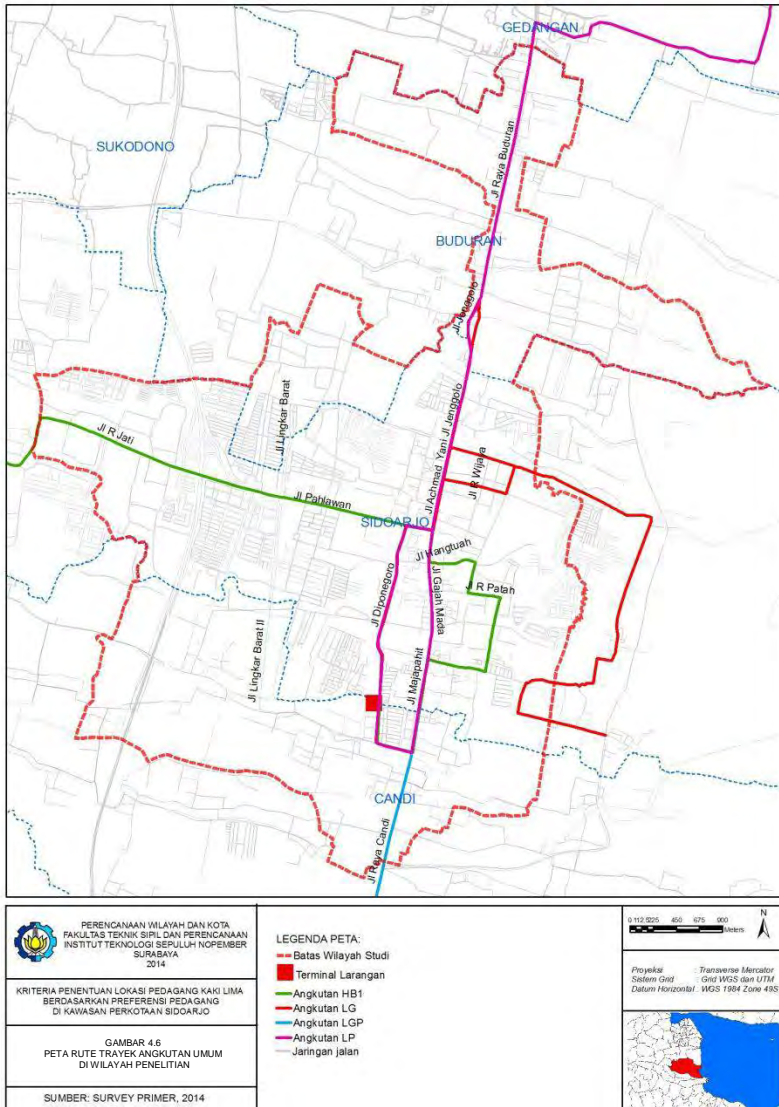 GEDANGAN
SUKODONO
Jl Raya Buduran
BUDURAN
Jl Jenggolo
Jl Jenggolo
Jl Lingkar Barat
Jl R Jati
Jl Achmad Yani
Jl R Wijaya
Jl Pahlawan
SIDOARJO
Jl Hangtuah
Jl R Patah
Jl Gajah Mada
Jl Diponegoro
Jl Lingkar Barat II
Jl Majapahit
CANDI
Jl Raya Candi
PERENCANAAN WILAYAH DAN KOTA
FAKULTAS TEKNIK SIPIL DAN PERENCANAAN
INSTITUT TEKNOLOGI SEPULUH NOPEMBER
SURABAYA
2014
KRITERIA PENENTUAN LOKASI PEDAGANG KAKI LIMA
BERDASARKAN PREFERENSI PEDAGANG
DI KAWASAN PERKOTAAN SIDOARJO
GAMBAR 4.6
PETA RUTE TRAYEK ANGKUTAN UMUM
DI WILAYAH PENELITIAN
SUMBER: SURVEY PRIMER, 2014
LEGENDA PETA:
Batas Wilayah Studi
Terminal Larangan
Angkutan HB1
Angkutan LG
Angkutan LGP
Angkutan LP
Jaringan jalan
450 675 900
Meters
N
Proyeksi : Transverse Mercator
Sistem Grid : Grid WGS dan UTM
Datum Horizontal : WGS 1984 Zone 49S